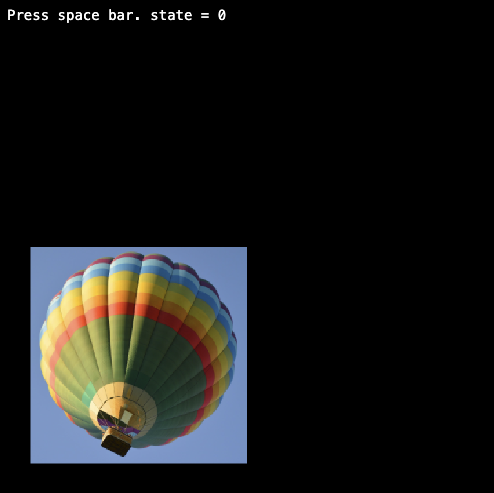 Press space bar. state = 0